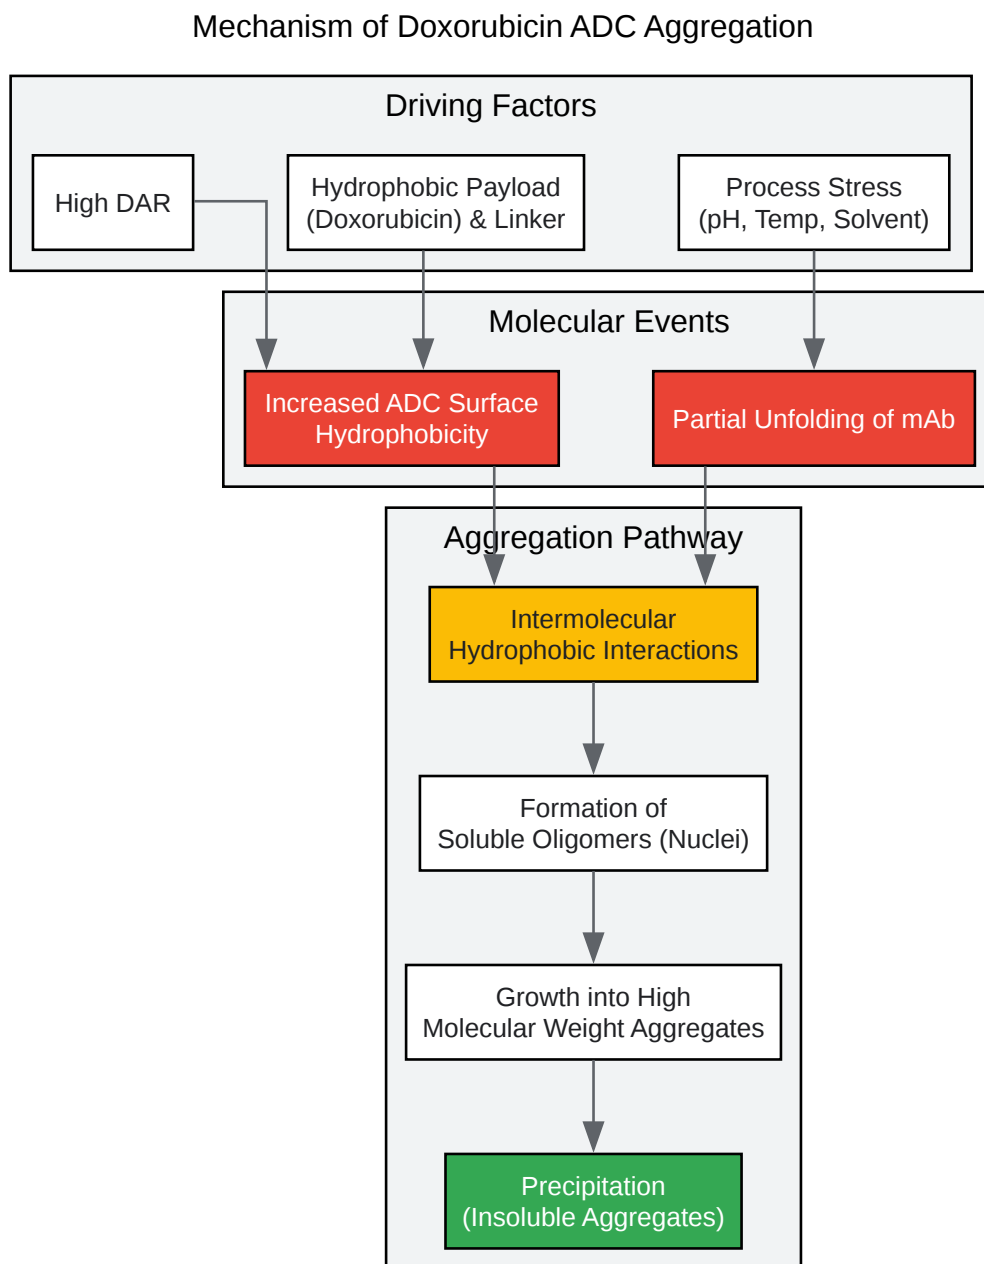 Mechanism of Doxorubicin ADC Aggregation
Driving Factors
High DAR
Hydrophobic Payload
(Doxorubicin) & Linker
Process Stress
(pH, Temp, Solvent)
Molecular Events
Increased ADC Surface
Hydrophobicity
Partial Unfolding of mAb
Aggregation Pathway
Intermolecular
Hydrophobic Interactions
Formation of
Soluble Oligomers (Nuclei)
Growth into High
Molecular Weight Aggregates
Precipitation
(Insoluble Aggregates)